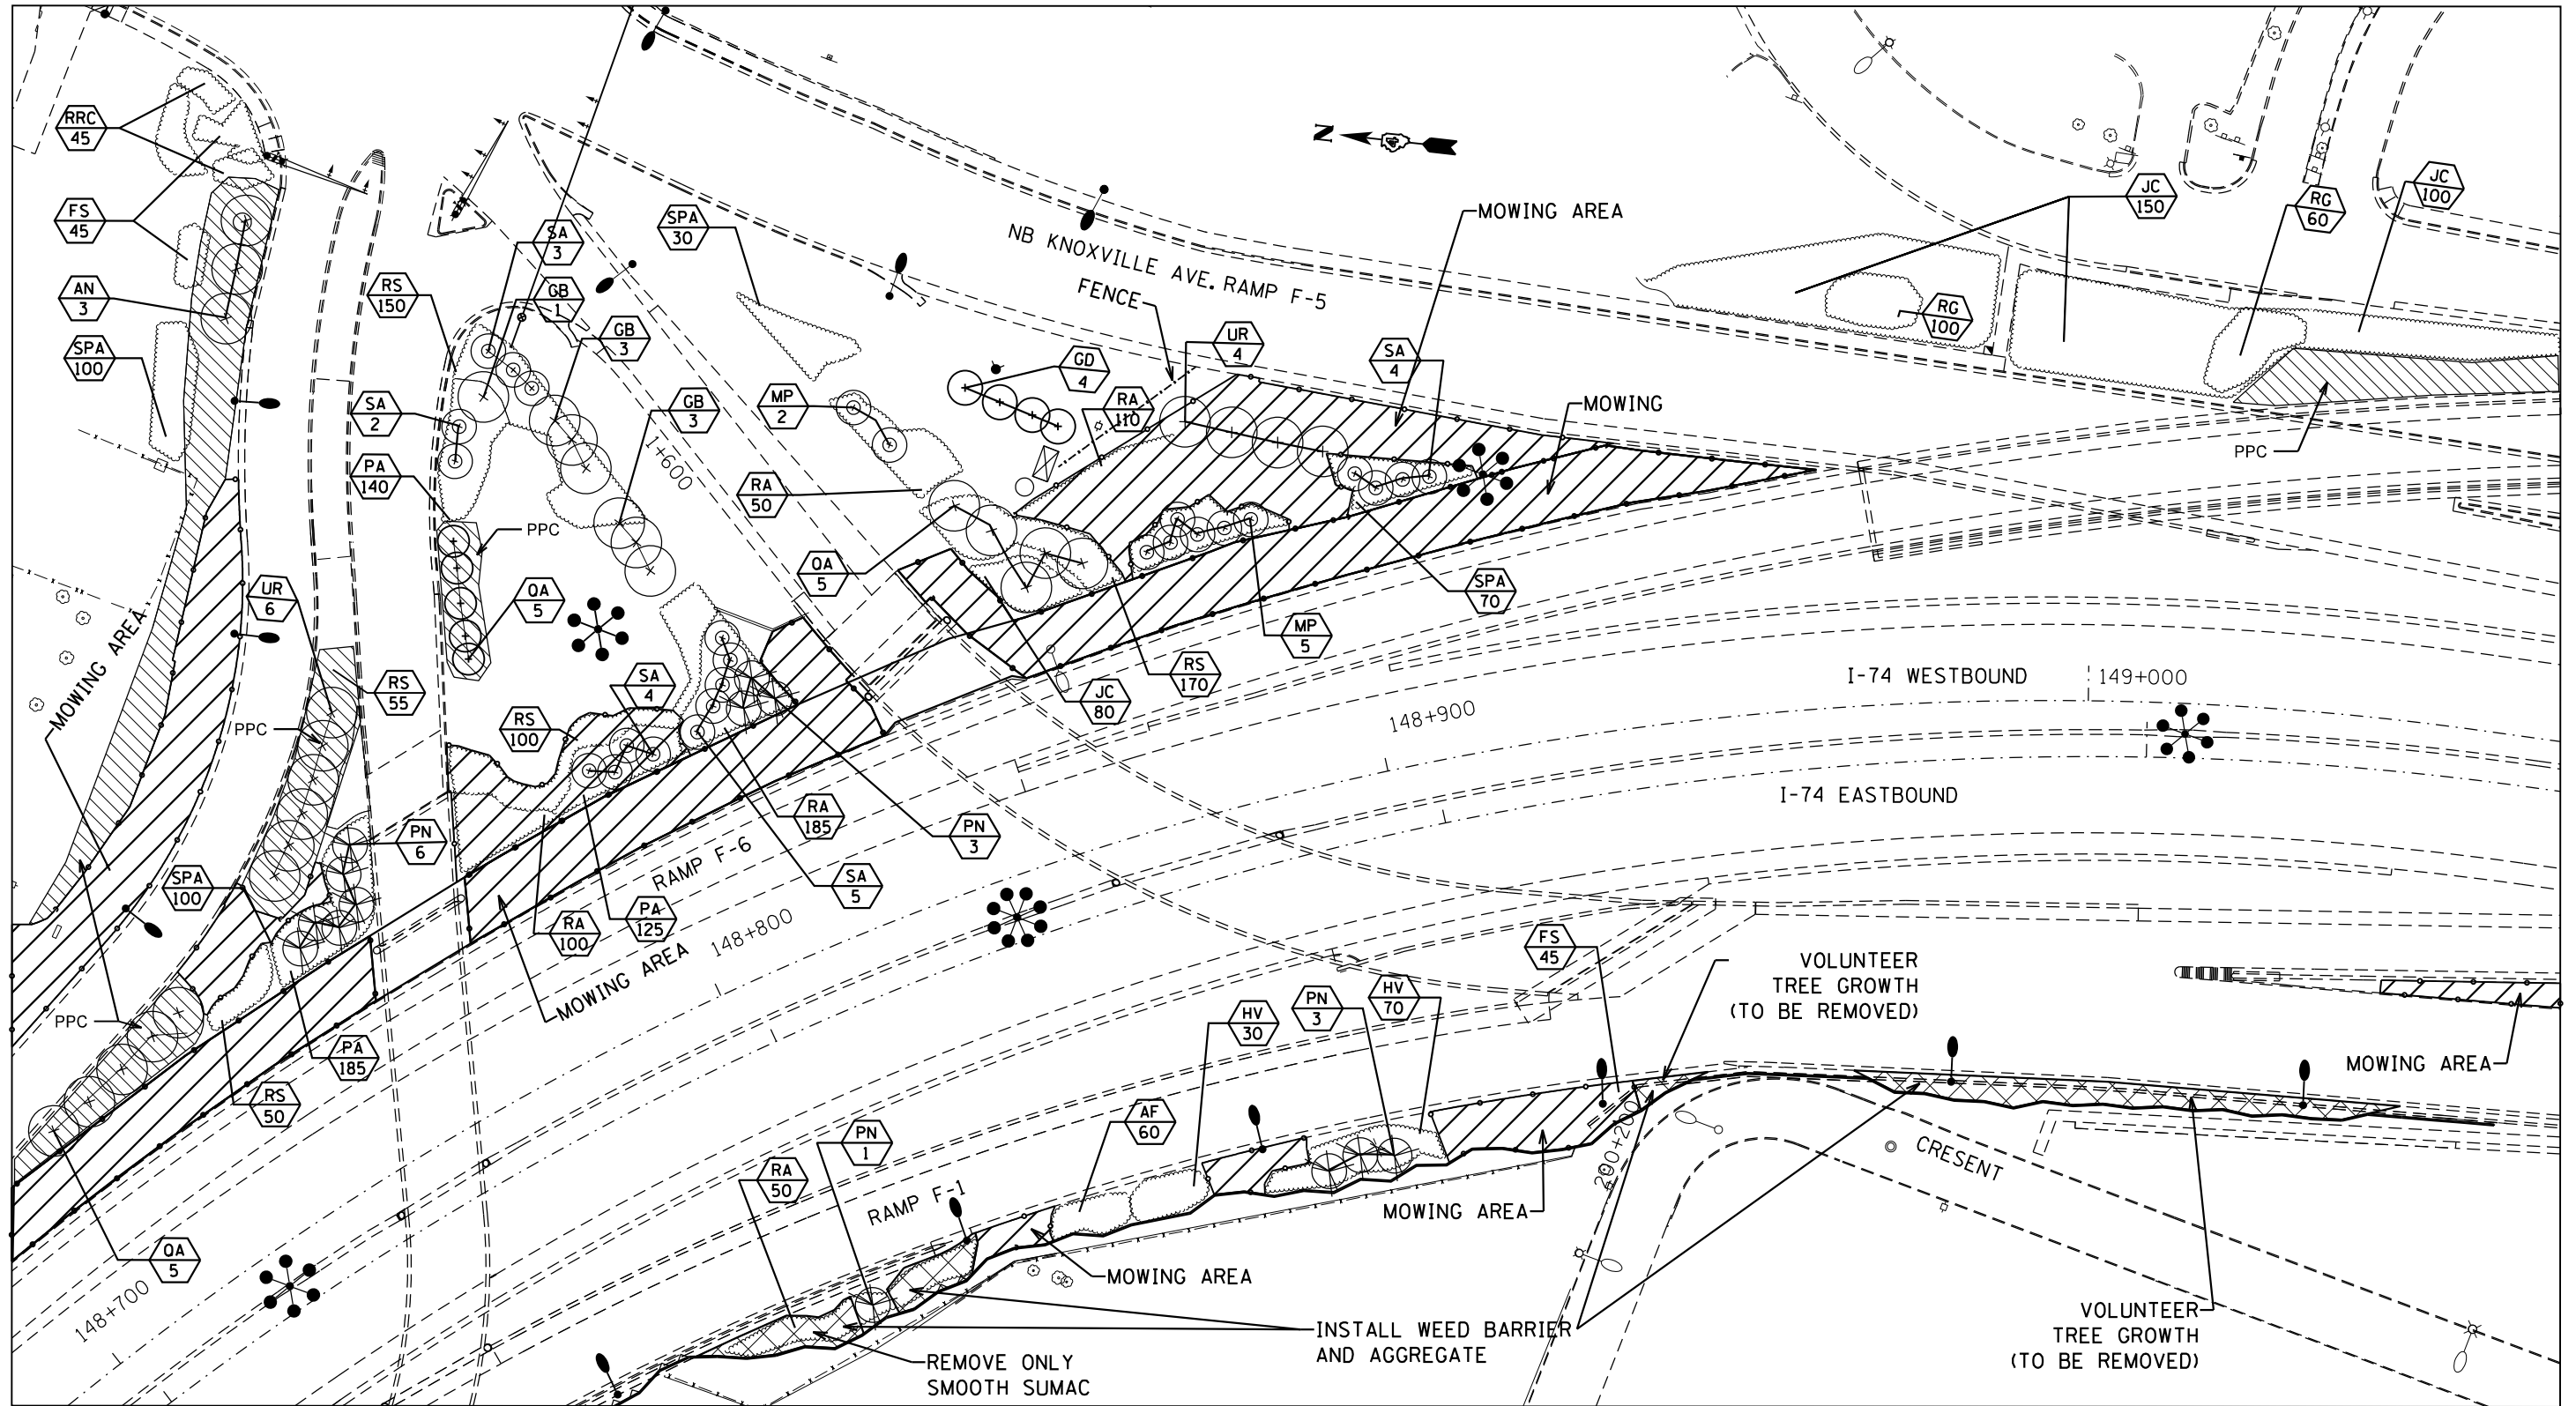 RRC
45
FS
45
AN
3
SPA
100
RS
150
SA
2
PA
140
SA
3
GB
1
GB
3
GB
3
SPA
30
MP
2
RA
50
GD
4
RA
110
UR
4
SA
4
N
NB KNOXVILLE AVE. RAMP F-5
FENCE
MOWING AREA
MOWING
JC
150
RG
60
JC
100
RG
100
PPC
1+600
PPC
QA
5
OA
5
UR
6
MOWING AREA
PPC
RS
55
RS
100
SA
4
SPA
70
MP
5
RS
170
JC
80
I-74 WESTBOUND
149+000
148+900
I-74 EASTBOUND
RA
185
PN
3
SA
5
PN
6
SPA
100
RAMP F-6
RA
100
PA
125
148+800
MOWING AREA
PPC
PA
185
RS
50
OA
5
148+700
FS
45
VOLUNTEER
TREE GROWTH
(TO BE REMOVED)
HV
30
PN
3
HV
70
MOWING AREA
AF
60
PN
1
RA
50
RAMP F-1
200+200
CRESENT
MOWING AREA
MOWING AREA
INSTALL WEED BARRIER
AND AGGREGATE
REMOVE ONLY
SMOOTH SUMAC
VOLUNTEER
TREE GROWTH
(TO BE REMOVED)